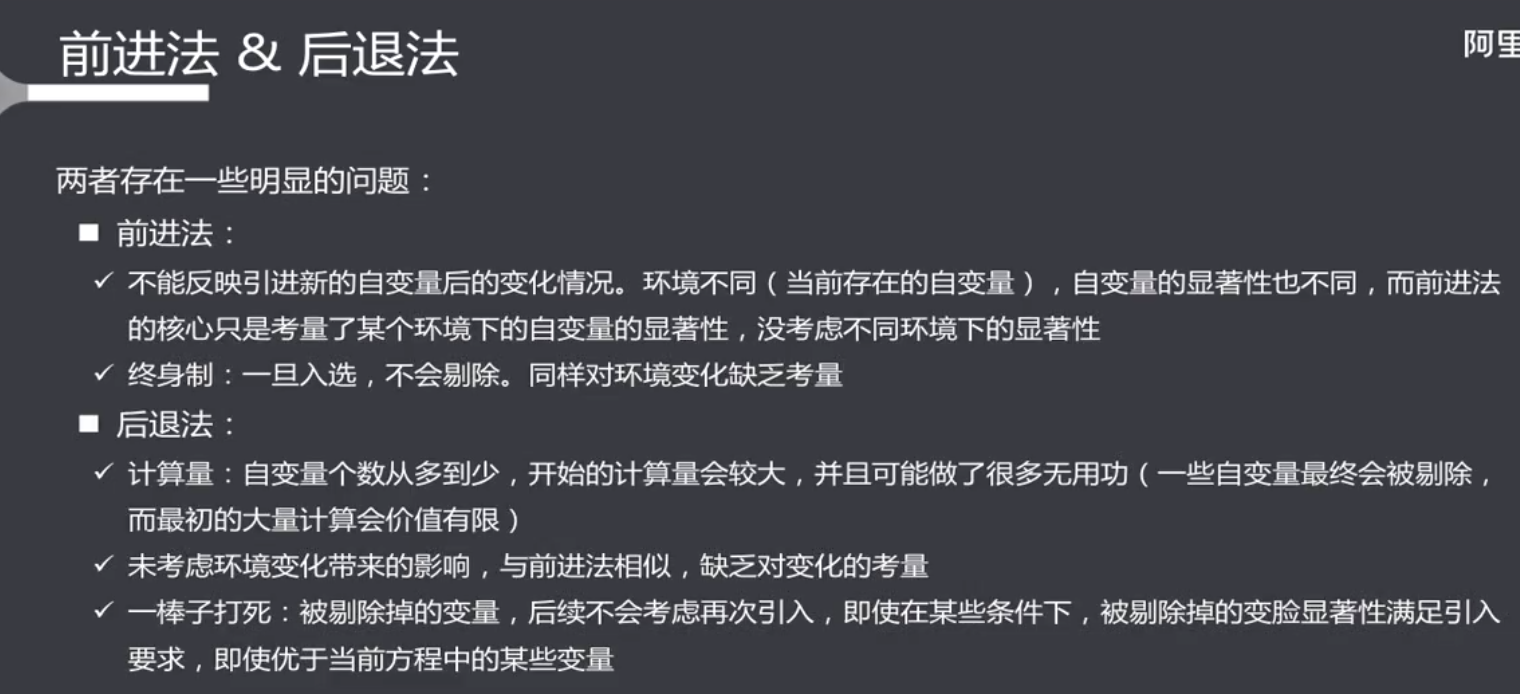 前进法 & 后退法
阿里
两者存在一些明显的问题：
■ 前进法：
✓ 不能反映引进新的自变量后的变化情况。环境不同（当前存在的自变量），自变量的显著性也不同，而前进法
的核心只是考量了某个环境下的自变量的显著性，没考虑不同环境下的显著性
✓ 终身制：一旦入选，不会剔除。同样对环境变化缺乏考量
■ 后退法：
✓ 计算量：自变量个数从多到少，开始的计算量会较大，并且可能做了很多无用功（一些自变量最终会被剔除，
而最初的大量计算会价值有限）
✓ 未考虑环境变化带来的影响，与前进法相似，缺乏对变化的考量
✓ 一棒子打死：被剔除掉的变量，后续不会考虑再次引入，即使在某些条件下，被剔除掉的变脸显著性满足引入
要求，即使优于当前方程中的某些变量